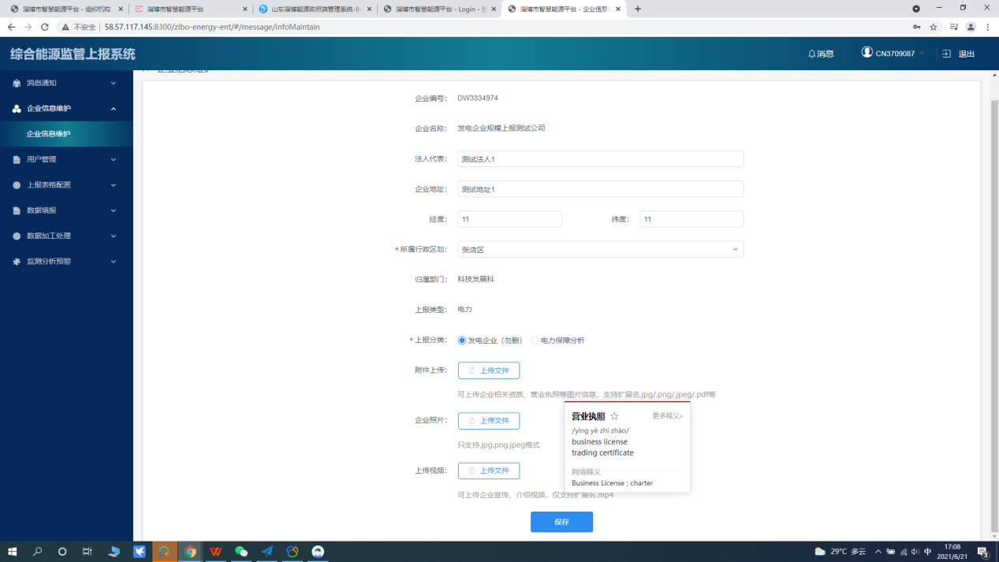 淄博市智慧能源平台 - 组织机构
淄博市智慧能源平台
山东淄博能源政府端管理系统-B
淄博市智慧能源平台 - Login -
淄博市智慧能源平台 - 企业信息
不安全 | 58.57.117.145:8300/zibo-energy-ent/#/message/infoMaintain
综合能源监管上报系统
消息
CN3709087
退出
消息通知
企业信息维护
企业信息维护
用户管理
上报表格配置
数据填报
数据加工处理
监测分析预警
企业信息维护
企业编号: DW3334974
企业名称: 发电企业规模上报测试公司
法人代表: 测试法人1
企业地址: 测试地址1
经度: 11 纬度: 11
* 所属行政区划: 张店区
归属部门: 科技发展科
上报类型: 电力
* 上报分类: 发电企业（勿删） 电力保障分析
附件上传: 上传文件
可上传企业相关资质、营业执照等图片信息，支持扩展名.jpg/.png/.jpeg/.pdf等
企业照片: 上传文件
只支持.jpg.png.jpeg格式
上传视频: 上传文件
可上传企业宣传、介绍视频，仅支持扩展名.mp4
营业执照 ☆ 更多释义»
/yíng yè zhí zhào/
business license
trading certificate
网络释义
Business License ; charter
保存
29°C 多云
中
17:08
2021/6/21
3